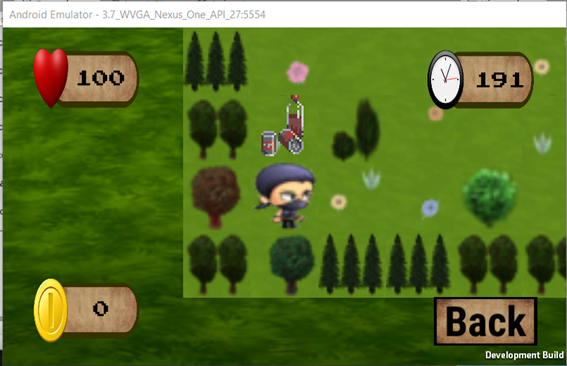 Android Emulator - 3.7_WVGA_Nexus_One_API_27:5554
100
191
0
Back
Development Build